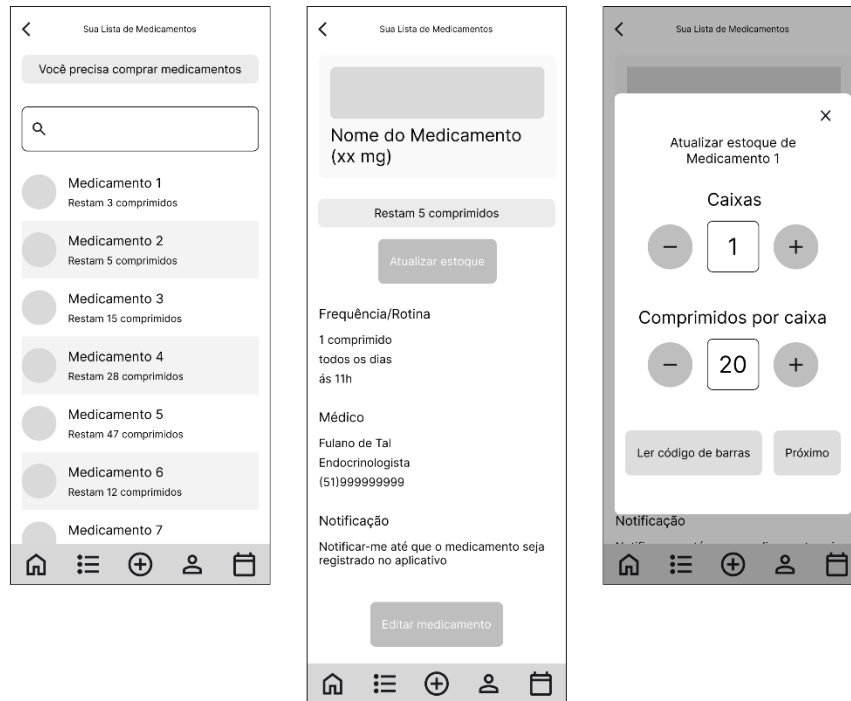 Sua Lista de Medicamentos
Você precisa comprar medicamentos
Medicamento 1
Restam 3 comprimidos
Medicamento 2
Restam 5 comprimidos
Medicamento 3
Restam 15 comprimidos
Medicamento 4
Restam 28 comprimidos
Medicamento 5
Restam 47 comprimidos
Medicamento 6
Restam 12 comprimidos
Medicamento 7
Sua Lista de Medicamentos
Nome do Medicamento
(xx mg)
Restam 5 comprimidos
Atualizar estoque
Frequência/Rotina
1 comprimido
todos os dias
ás 11h
Médico
Fulano de Tal
Endocrinologista
(51)999999999
Notificação
Notificar-me até que o medicamento seja
registrado no aplicativo
Editar medicamento
Sua Lista de Medicamentos
Atualizar estoque de
Medicamento 1
Caixas
− 1 +
Comprimidos por caixa
− 20 +
Ler código de barras Próximo
Notificação